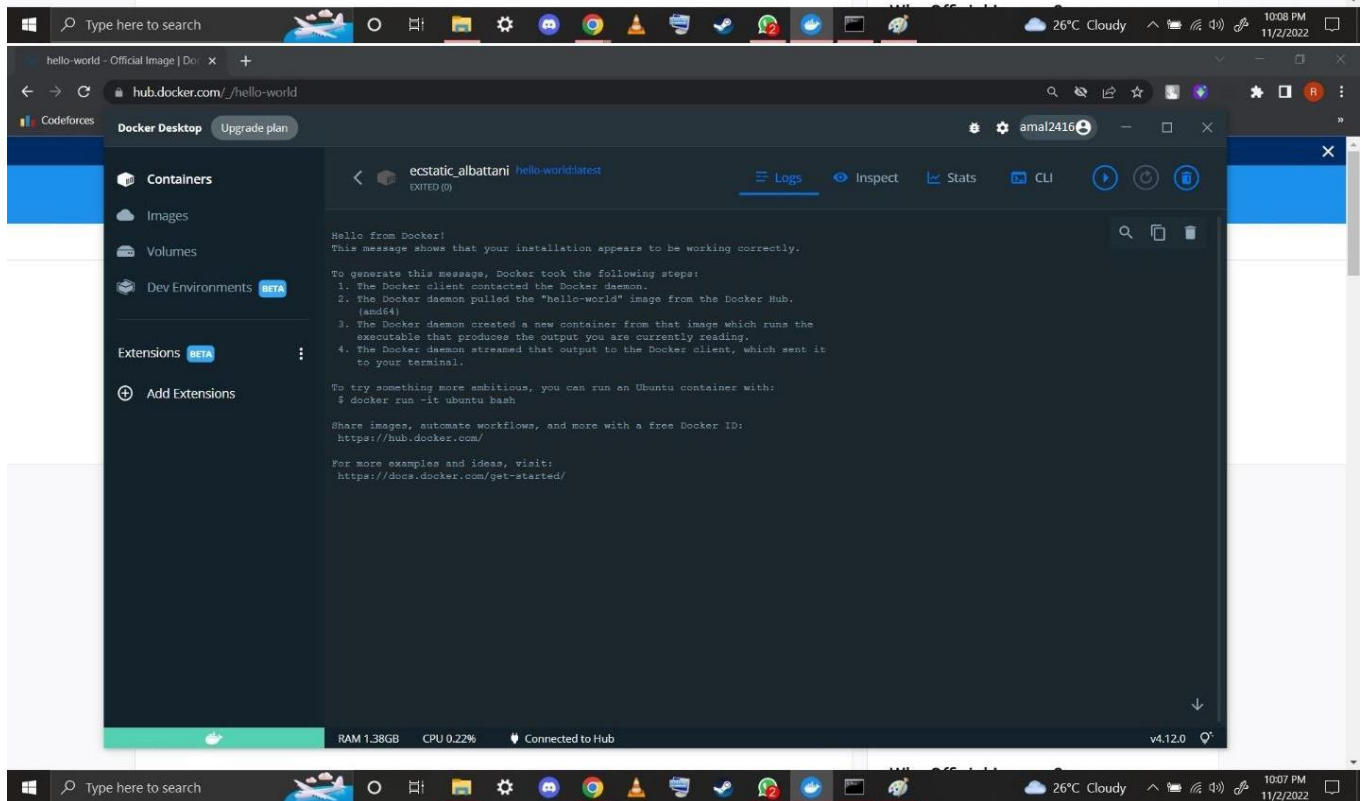 Type here to search
26°C Cloudy
10:08 PM
11/2/2022
hello-world - Official Image | Doc
hub.docker.com/_/hello-world
R
Codeforces
Docker Desktop
Upgrade plan
amal2416
Containers
Images
Volumes
Dev Environments BETA
Extensions BETA
Add Extensions
ecstatic_albattani hello-world:latest
EXITED (0)
Logs
Inspect
Stats
CLI
Hello from Docker!
This message shows that your installation appears to be working correctly.
To generate this message, Docker took the following steps:
1. The Docker client contacted the Docker daemon.
2. The Docker daemon pulled the "hello-world" image from the Docker Hub.
(amd64)
3. The Docker daemon created a new container from that image which runs the
executable that produces the output you are currently reading.
4. The Docker daemon streamed that output to the Docker client, which sent it
to your terminal.
To try something more ambitious, you can run an Ubuntu container with:
$ docker run -it ubuntu bash
Share images, automate workflows, and more with a free Docker ID:
https://hub.docker.com/
For more examples and ideas, visit:
https://docs.docker.com/get-started/
RAM 1.38GB CPU 0.22% Connected to Hub
v4.12.0
Type here to search
26°C Cloudy
10:07 PM
11/2/2022